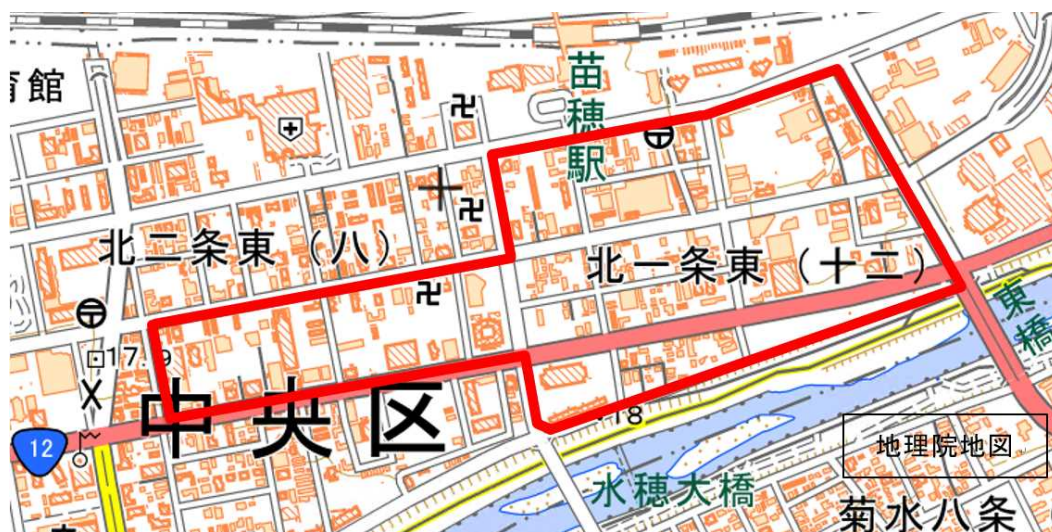 育館
苗穂駅
北二条東（八）
北一条東（十二）
17.9
東橋
中央区
12
18
地理院地図
水穂大橋
菊水八条